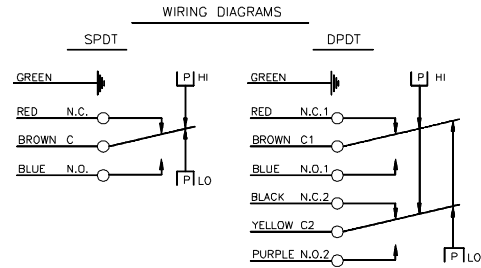 WIRING DIAGRAMS
SPDT
GREEN
P HI
RED N.C.
BROWN C
BLUE N.O.
P LO
DPDT
GREEN
P HI
RED N.C.1
BROWN C1
BLUE N.O.1
BLACK N.C.2
YELLOW C2
PURPLE N.O.2
P LO